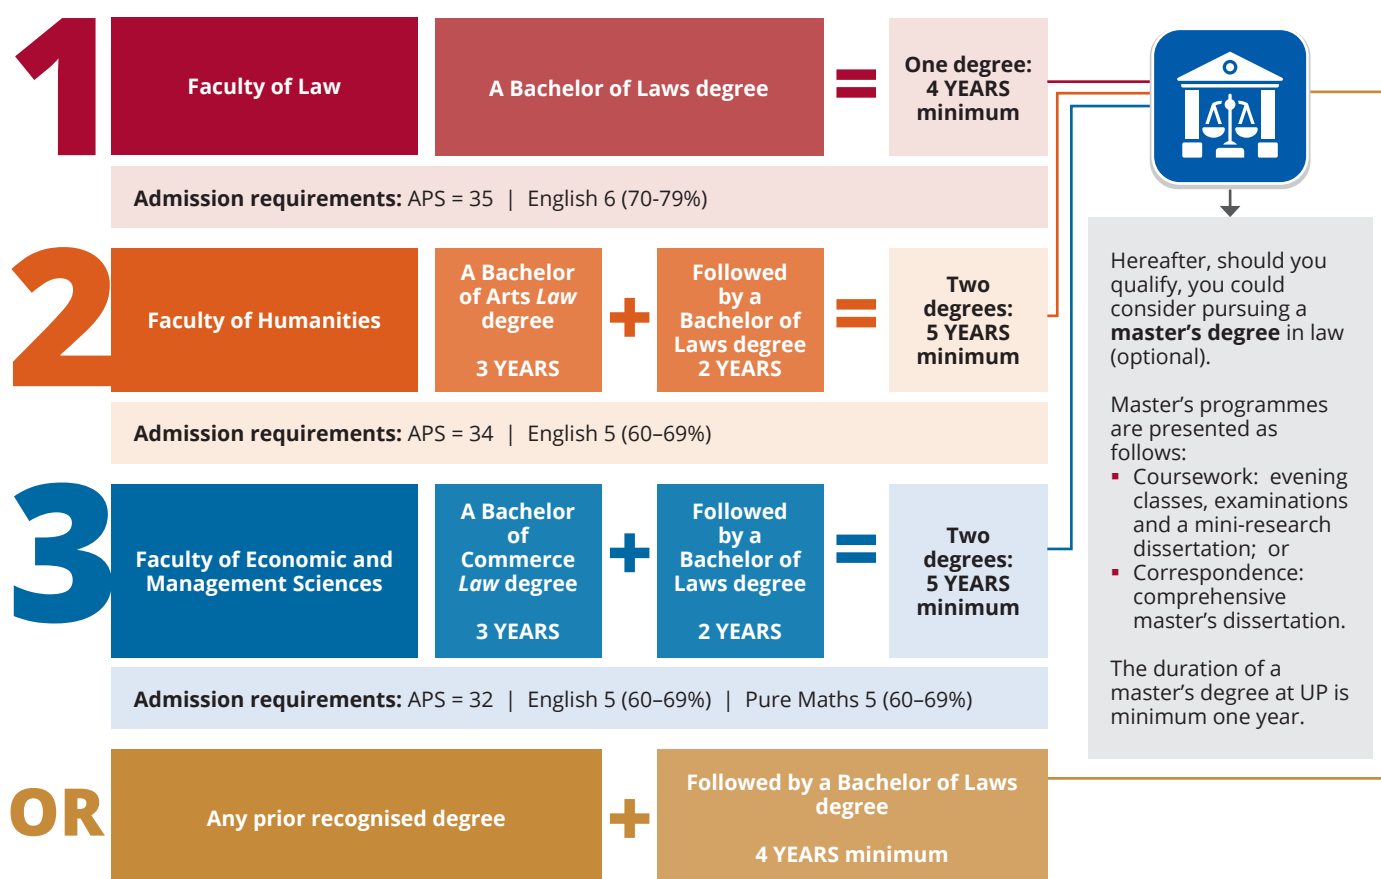 1
Faculty of Law
A Bachelor of Laws degree
=
One degree:
4 YEARS
minimum
Admission requirements: APS = 35 | English 6 (70-79%)
2
Faculty of Humanities
A Bachelor
of Arts Law
degree
3 YEARS
+
Followed
by a
Bachelor of
Laws degree
2 YEARS
=
Two
degrees:
5 YEARS
minimum
Admission requirements: APS = 34 | English 5 (60–69%)
3
Faculty of Economic and
Management Sciences
A Bachelor
of
Commerce
Law degree
3 YEARS
+
Followed
by a
Bachelor of
Laws degree
2 YEARS
=
Two
degrees:
5 YEARS
minimum
Admission requirements: APS = 32 | English 5 (60–69%) | Pure Maths 5 (60–69%)
OR
Any prior recognised degree
+
Followed by a Bachelor of Laws
degree
4 YEARS minimum
Hereafter, should you
qualify, you could
consider pursuing a
master’s degree in law
(optional).
Master’s programmes
are presented as
follows:
▪ Coursework: evening
classes, examinations
and a mini-research
dissertation; or
▪ Correspondence:
comprehensive
master’s dissertation.
The duration of a
master’s degree at UP is
minimum one year.